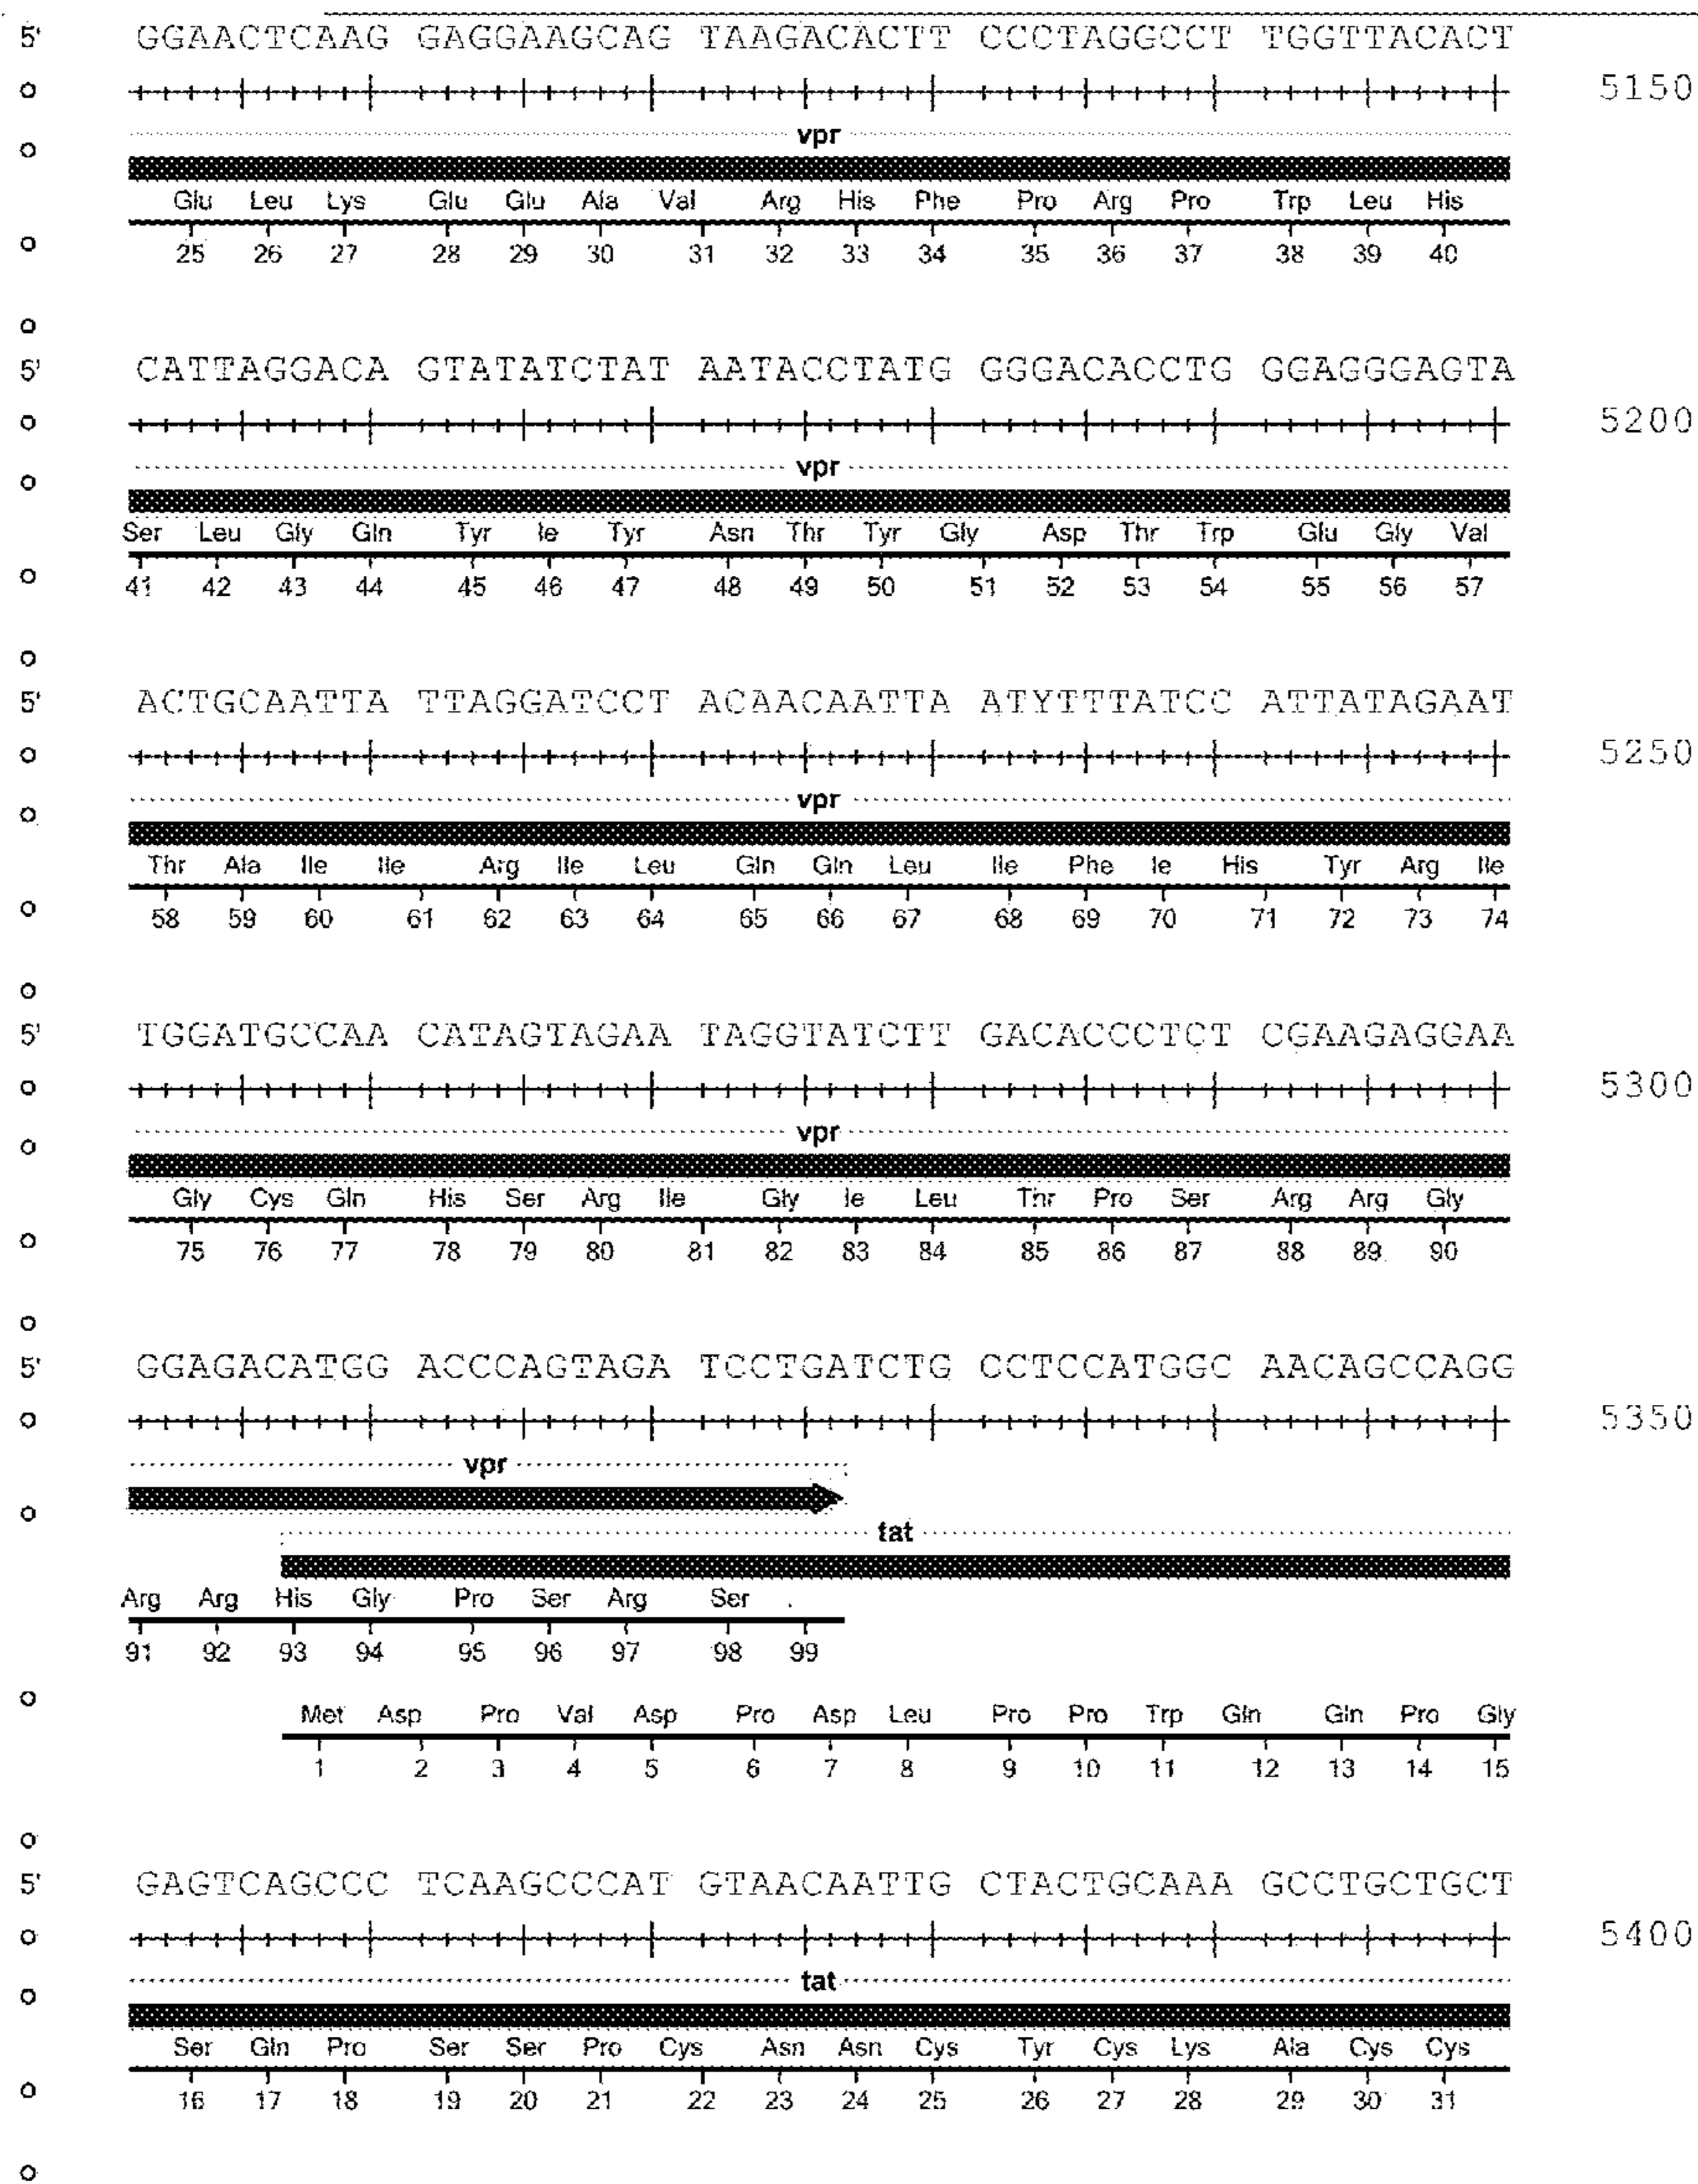 5' GGAACTCAAG GAGGAAGCAG TAAGACACTT CCCTAGGCCT TGGTTACACT
5150
vpr
Glu Leu Lys Glu Glu Ala Val Arg His Phe Pro Arg Pro Trp Leu His
25 26 27 28 29 30 31 32 33 34 35 36 37 38 39 40
5' CATTAGGACA GTATATCTAT AATACCTATG GGGACACCTG GGAGGGAGTA
5200
vpr
Ser Leu Gly Gln Tyr Ie Tyr Asn Thr Tyr Gly Asp Thr Trp Glu Gly Val
41 42 43 44 45 46 47 48 49 50 51 52 53 54 55 56 57
5' ACTGCAATTA TTAGGATCCT ACAACAATTA ATYTTTATCC ATTATAGAAT
5250
vpr
Thr Ala Ile Ile Arg Ile Leu Gln Gln Leu Ile Phe Ie His Tyr Arg Ile
58 59 60 61 62 63 64 65 66 67 68 69 70 71 72 73 74
5' TGGATGCCAA CATAGTAGAA TAGGTATCTT GACACCCTCT CGAAGAGGAA
5300
vpr
Gly Cys Gln His Ser Arg Ile Gly Ie Leu Thr Pro Ser Arg Arg Gly
75 76 77 78 79 80 81 82 83 84 85 86 87 88 89 90
5' GGAGACATGG ACCCAGTAGA TCCTGATCTG CCTCCATGGC AACAGCCAGG
5350
vpr
tat
Arg Arg His Gly Pro Ser Arg Ser .
91 92 93 94 95 96 97 98 99
Met Asp Pro Val Asp Pro Asp Leu Pro Pro Trp Gln Gln Pro Gly
1 2 3 4 5 6 7 8 9 10 11 12 13 14 15
5' GAGTCAGCCC TCAAGCCCAT GTAACAATTG CTACTGCAAA GCCTGCTGCT
5400
tat
Ser Gln Pro Ser Ser Pro Cys Asn Asn Cys Tyr Cys Lys Ala Cys Cys
16 17 18 19 20 21 22 23 24 25 26 27 28 29 30 31